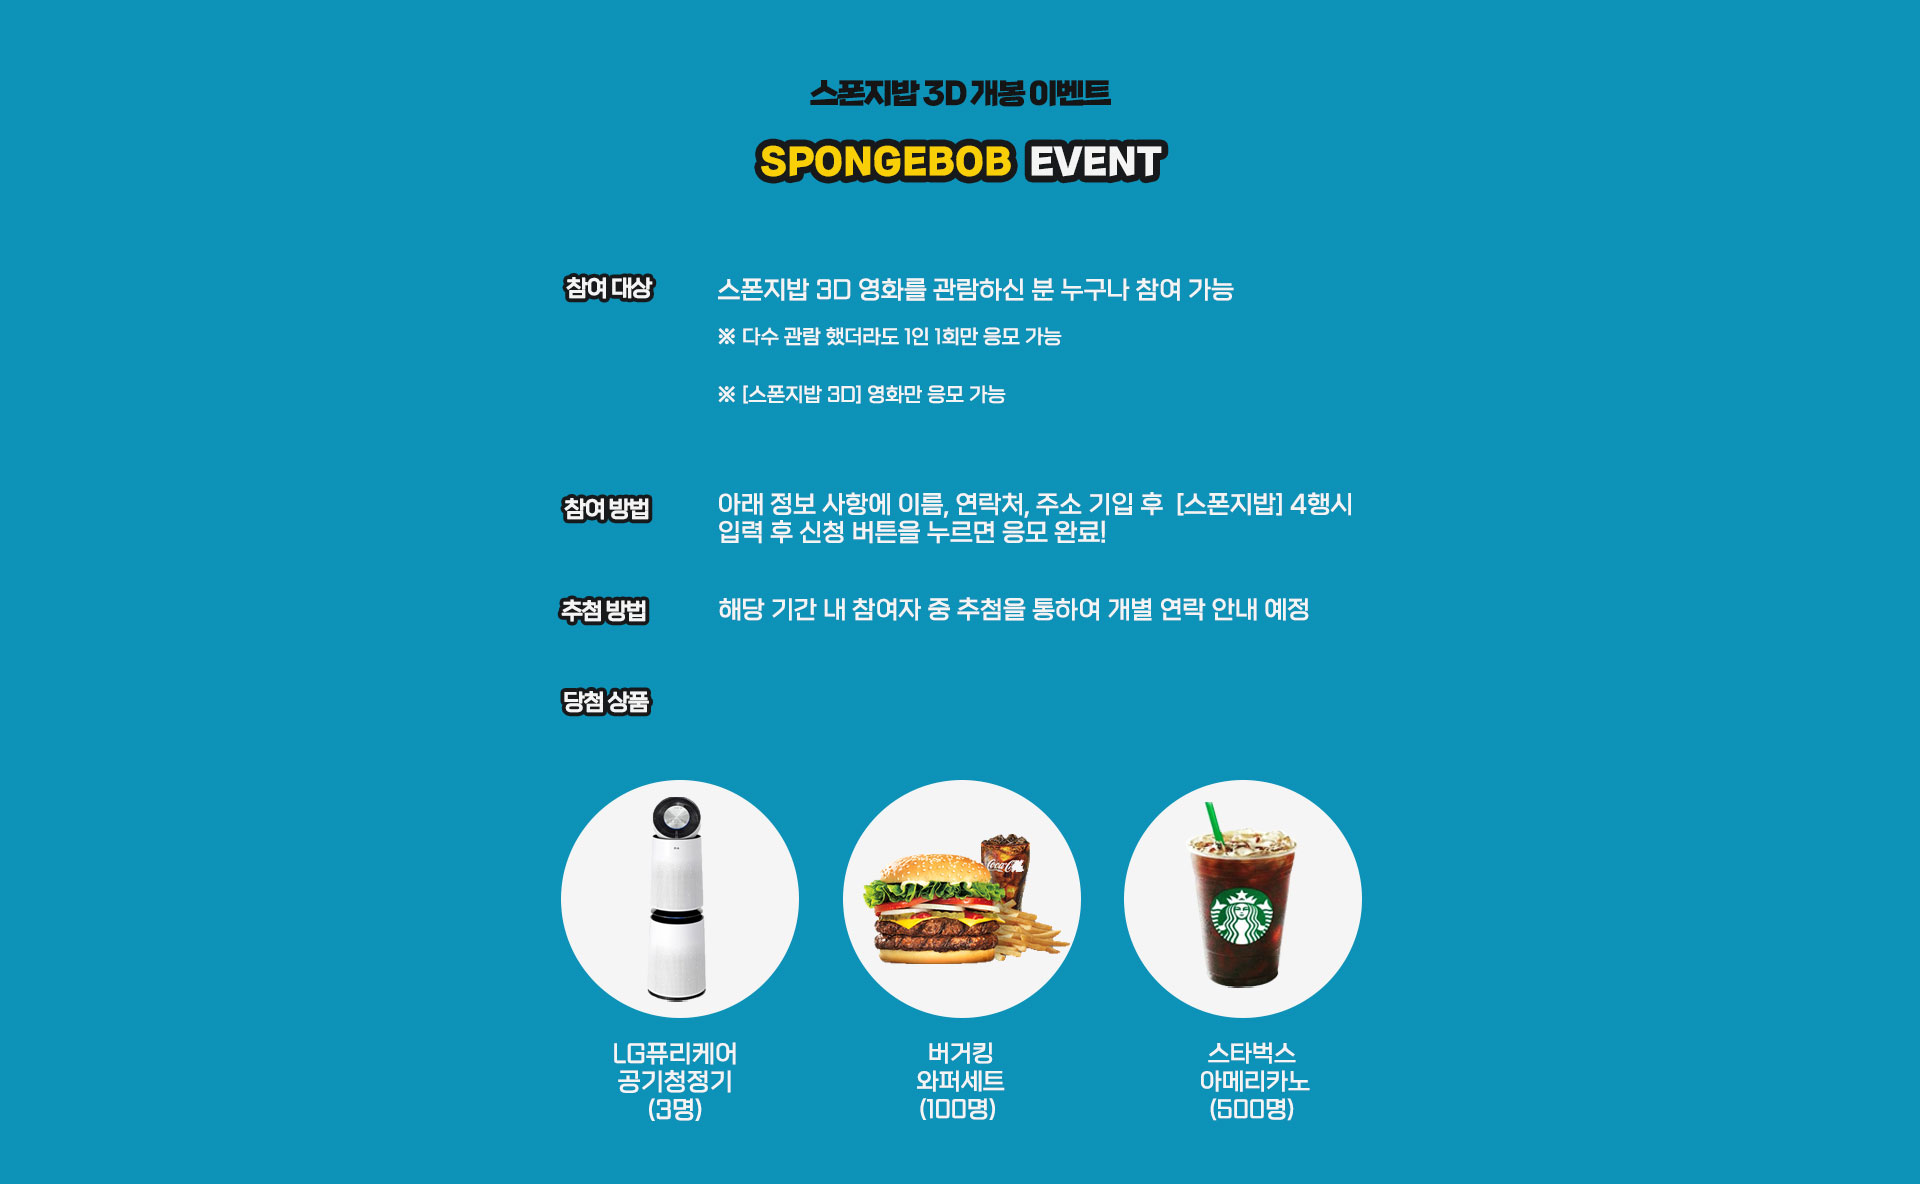 스폰지밥 3D 개봉 이벤트
SPONGEBOB EVENT
참여 대상
스폰지밥 3D 영화를 관람하신 분 누구나 참여 가능
※ 다수 관람 했더라도 1인 1회만 응모 가능
※ [스폰지밥 3D] 영화만 응모 가능
참여 방법
아래 정보 사항에 이름, 연락처, 주소 기입 후 [스폰지밥] 4행시
입력 후 신청 버튼을 누르면 응모 완료!
추첨 방법
해당 기간 내 참여자 중 추첨을 통하여 개별 연락 안내 예정
당첨 상품
LG퓨리케어
공기청정기
(3명)
버거킹
와퍼세트
(100명)
스타벅스
아메리카노
(500명)